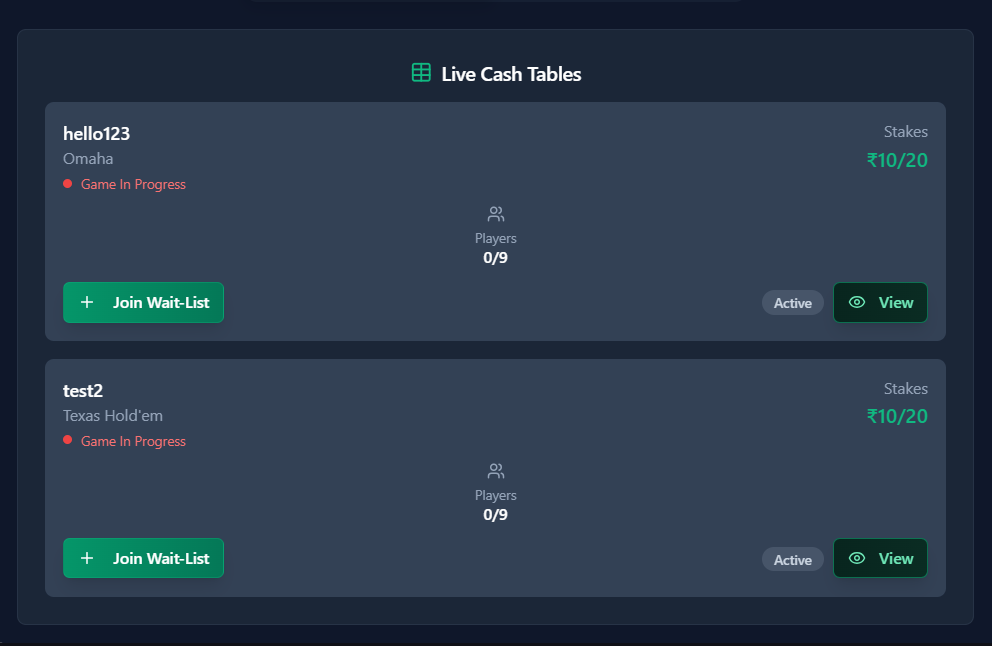 Live Cash Tables
hello123
Stakes
Omaha
₹10/20
Game In Progress
Players
0/9
Join Wait-List
Active
View
test2
Stakes
Texas Hold'em
₹10/20
Game In Progress
Players
0/9
Join Wait-List
Active
View